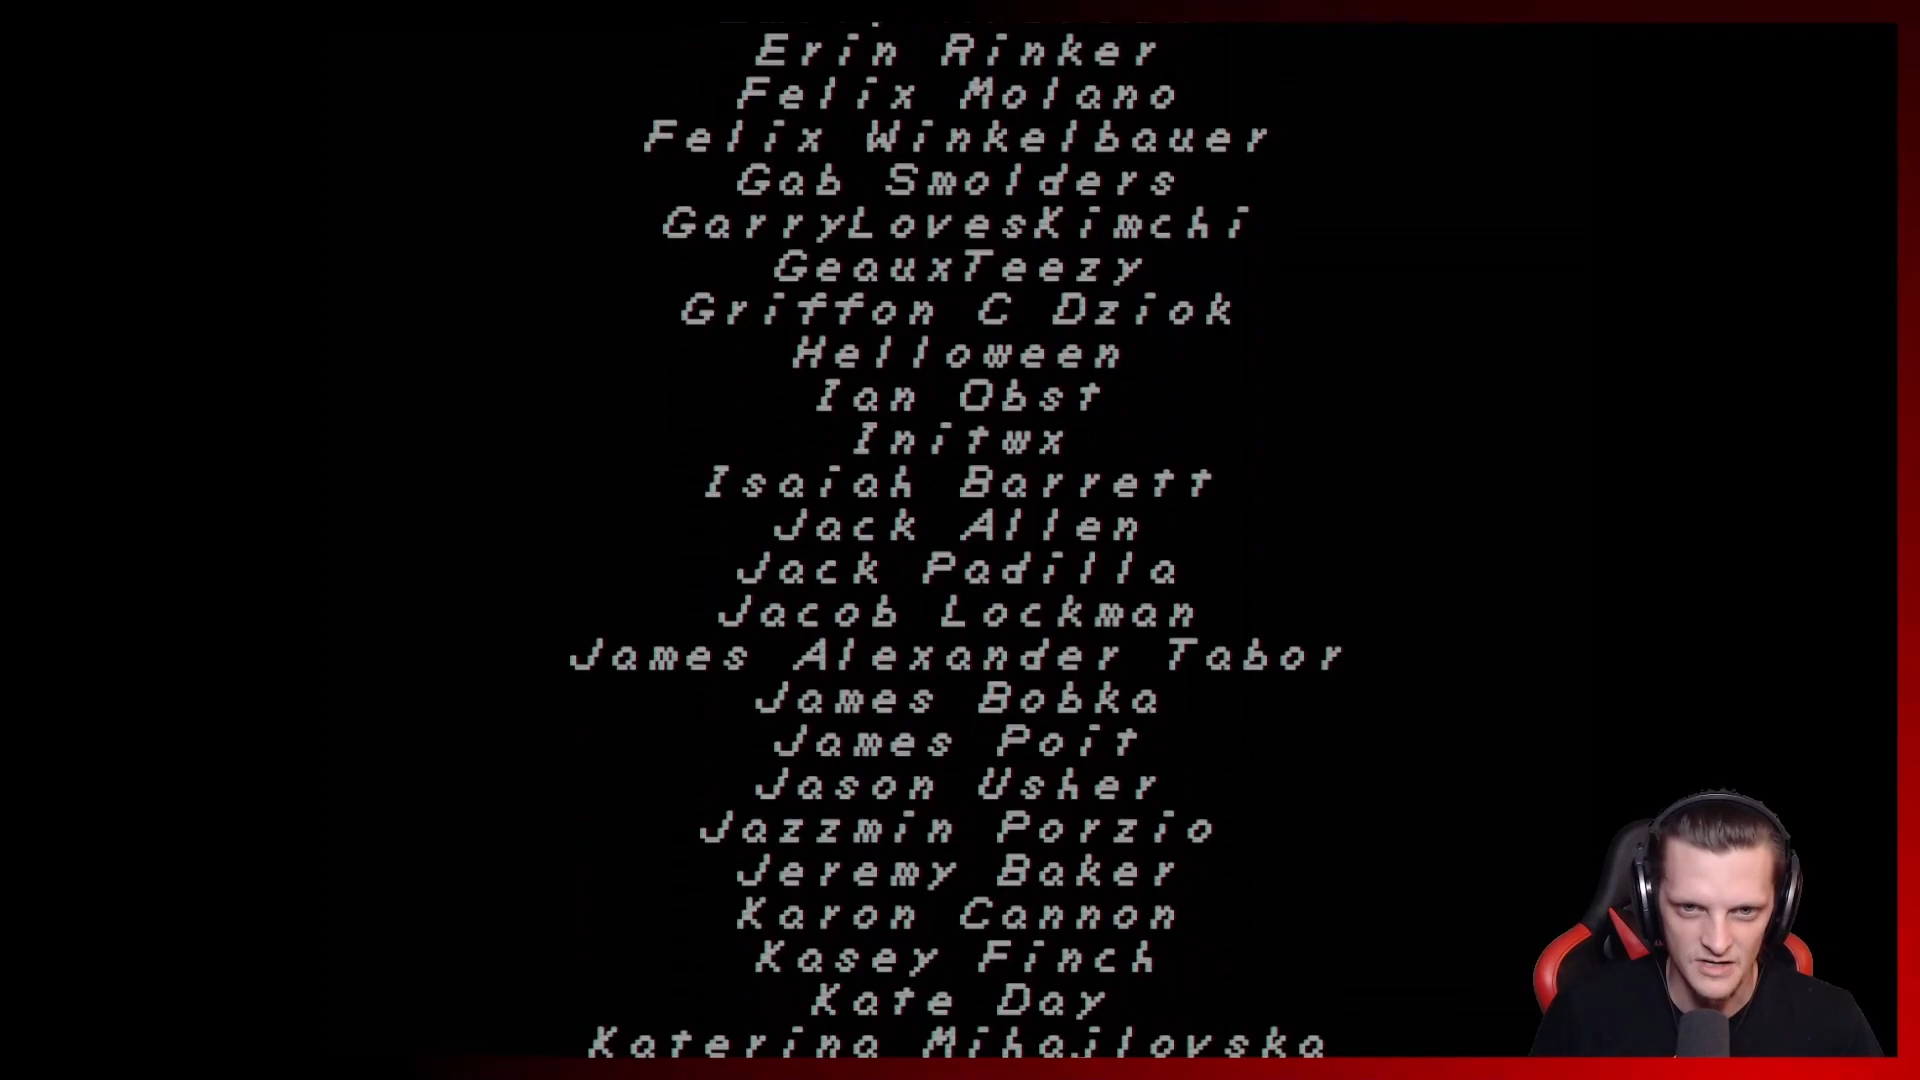 Erin Rinker
Felix Molano
Felix Winkelbauer
Gab Smolders
GarryLovesKimchi
GeauxTeezy
Griffon C Dziok
Helloween
Ian Obst
Initwx
Isaiah Barrett
Jack Allen
Jack Padilla
Jacob Lockman
James Alexander Tabor
James Bobka
James Poit
Jason Usher
Jazzmin Porzio
Jeremy Baker
Karon Cannon
Kasey Finch
Kate Day
Katerina Mihajlovska